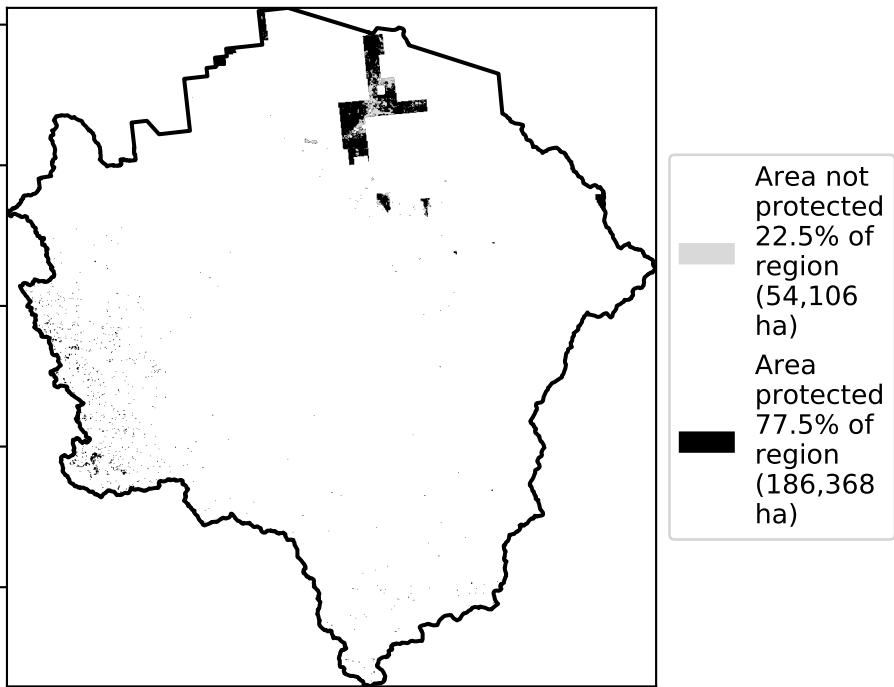 Area not
protected
22.5% of
region
(54,106
ha)
Area
protected
77.5% of
region
(186,368
ha)